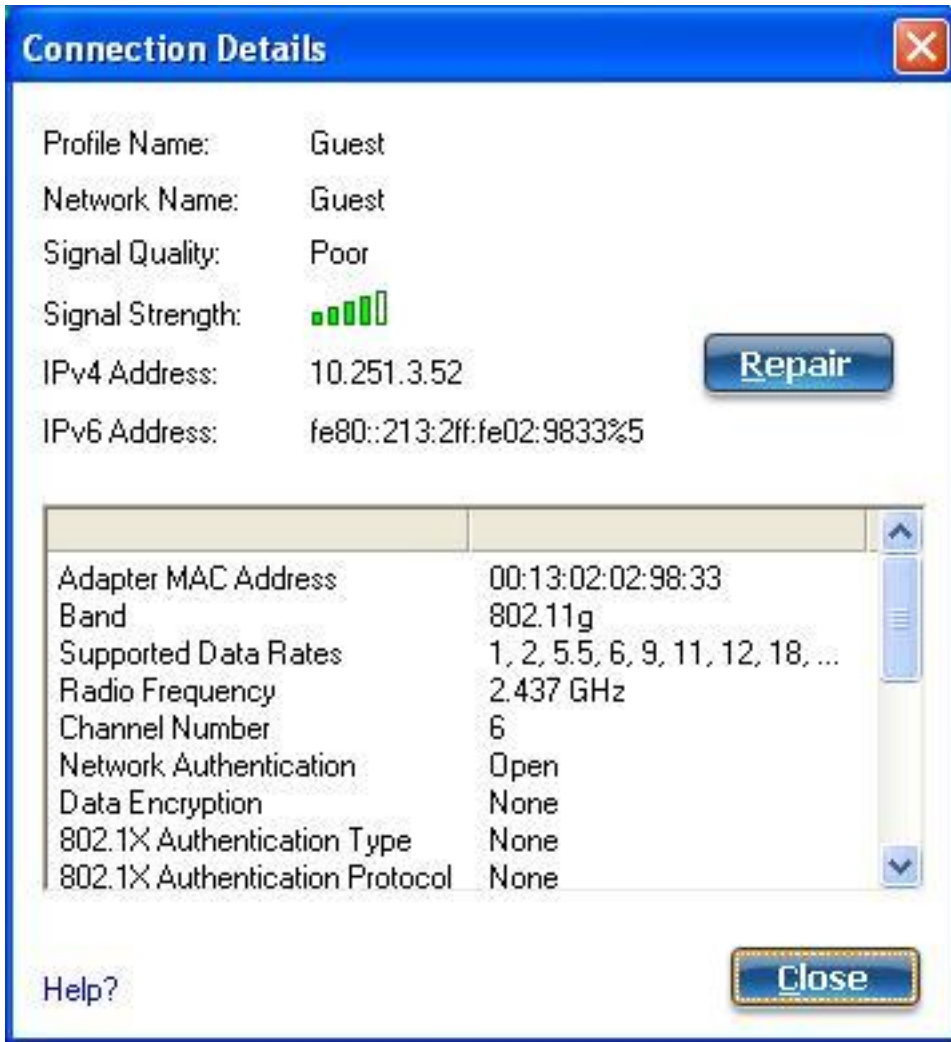 Connection Details
Profile Name: Guest
Network Name: Guest
Signal Quality: Poor
Signal Strength:
IPv4 Address: 10.251.3.52
Repair
IPv6 Address: fe80::213:2ff:fe02:9833%5
Adapter MAC Address 00:13:02:02:98:33
Band 802.11g
Supported Data Rates 1, 2, 5.5, 6, 9, 11, 12, 18, ...
Radio Frequency 2.437 GHz
Channel Number 6
Network Authentication Open
Data Encryption None
802.1X Authentication Type None
802.1X Authentication Protocol None
Help?
Close